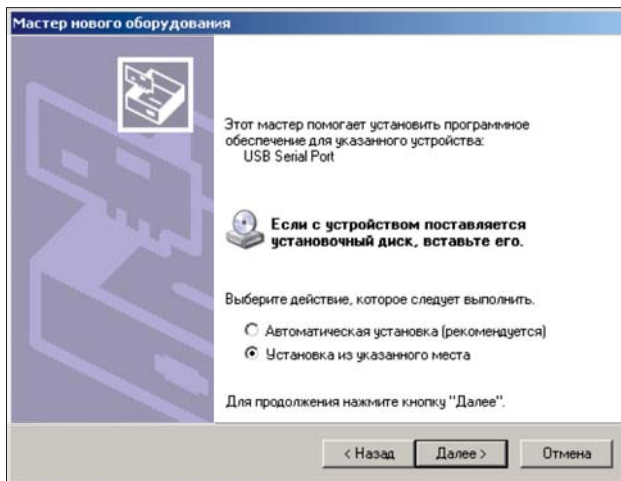 Мастер нового оборудования
Этот мастер помогает установить программное
обеспечение для указанного устройства:
USB Serial Port
Если с устройством поставляется
установочный диск, вставьте его.
Выберите действие, которое следует выполнить.
Автоматическая установка (рекомендуется)
Установка из указанного места
Для продолжения нажмите кнопку "Далее".
< Назад Далее > Отмена